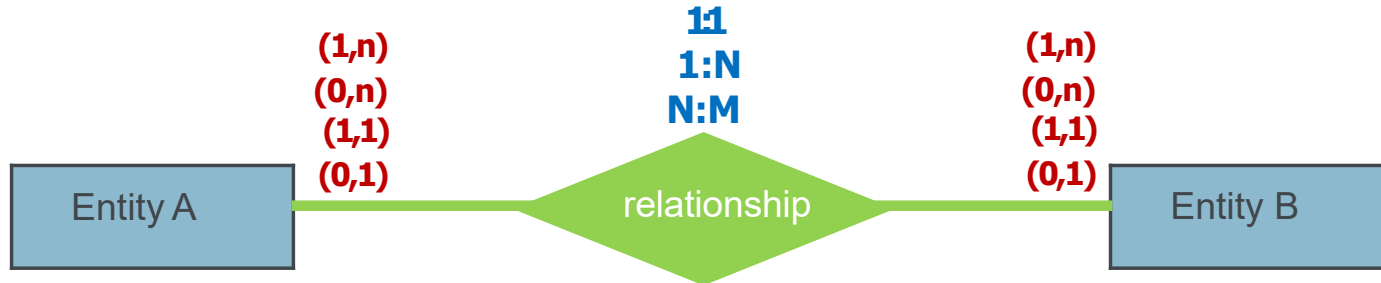 1:1
1:N
N:M
(1,n)
(0,n)
(1,1)
(0,1)
(1,n)
(0,n)
(1,1)
(0,1)
Entity A
relationship
Entity B